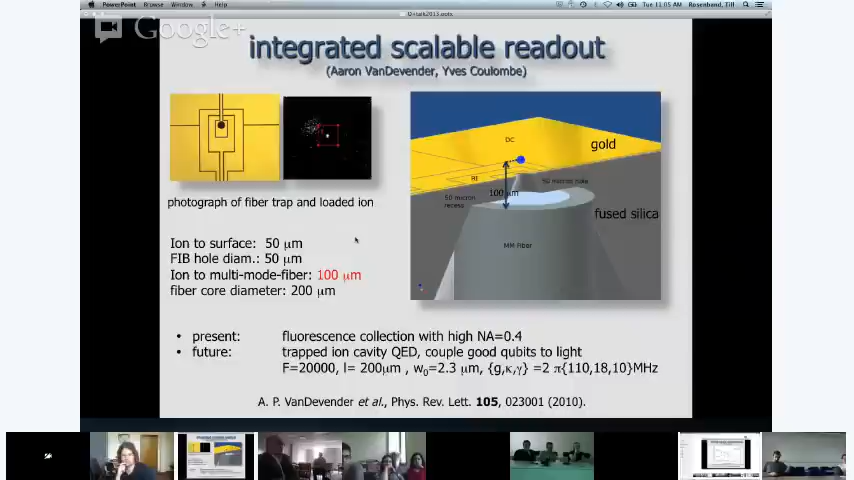 PowerPoint Browse Window Help
Tue 11:05 AM Rosenband, Till
Google+
integrated scalable readout
(Aaron VanDevender, Yves Coulombe)
DC
gold
RF
50 micron hole
100 μm
50 micron
recess
fused silica
MM Fiber
photograph of fiber trap and loaded ion
Ion to surface: 50 μm
FIB hole diam.: 50 μm
Ion to multi-mode-fiber: 100 μm
fiber core diameter: 200 μm
• present: fluorescence collection with high NA=0.4
• future: trapped ion cavity QED, couple good qubits to light
F=20000, l= 200μm , w0=2.3 μm, {g,κ,γ} =2 π{110,18,10}MHz
A. P. VanDevender et al., Phys. Rev. Lett. 105, 023001 (2010).